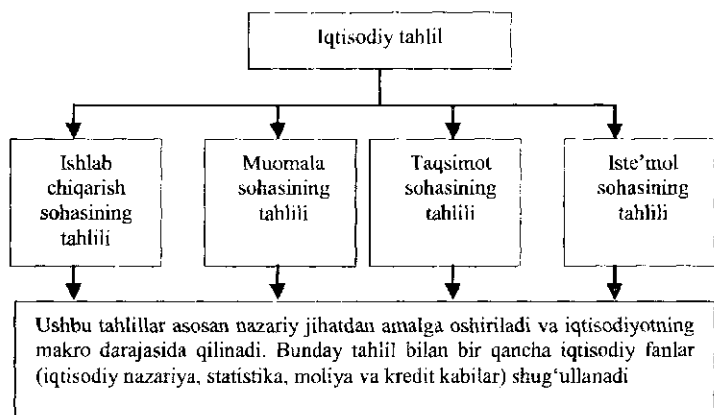 Iqtisodiy tahlil
Ishlab
chiqarish
sohasining
tahlili
Muomala
sohasining
tahlili
Taqsimot
sohasining
tahlili
Iste’mol
sohasining
tahlili
Ushbu tahlillar asosan nazariy jihatdan amalga oshiriladi va iqtisodiyotning
makro darajasida qilinadi. Bunday tahlil bilan bir qancha iqtisodiy fanlar
(iqtisodiy nazariya, statistika, moliya va kredit kabilar) shug‘ullanadi